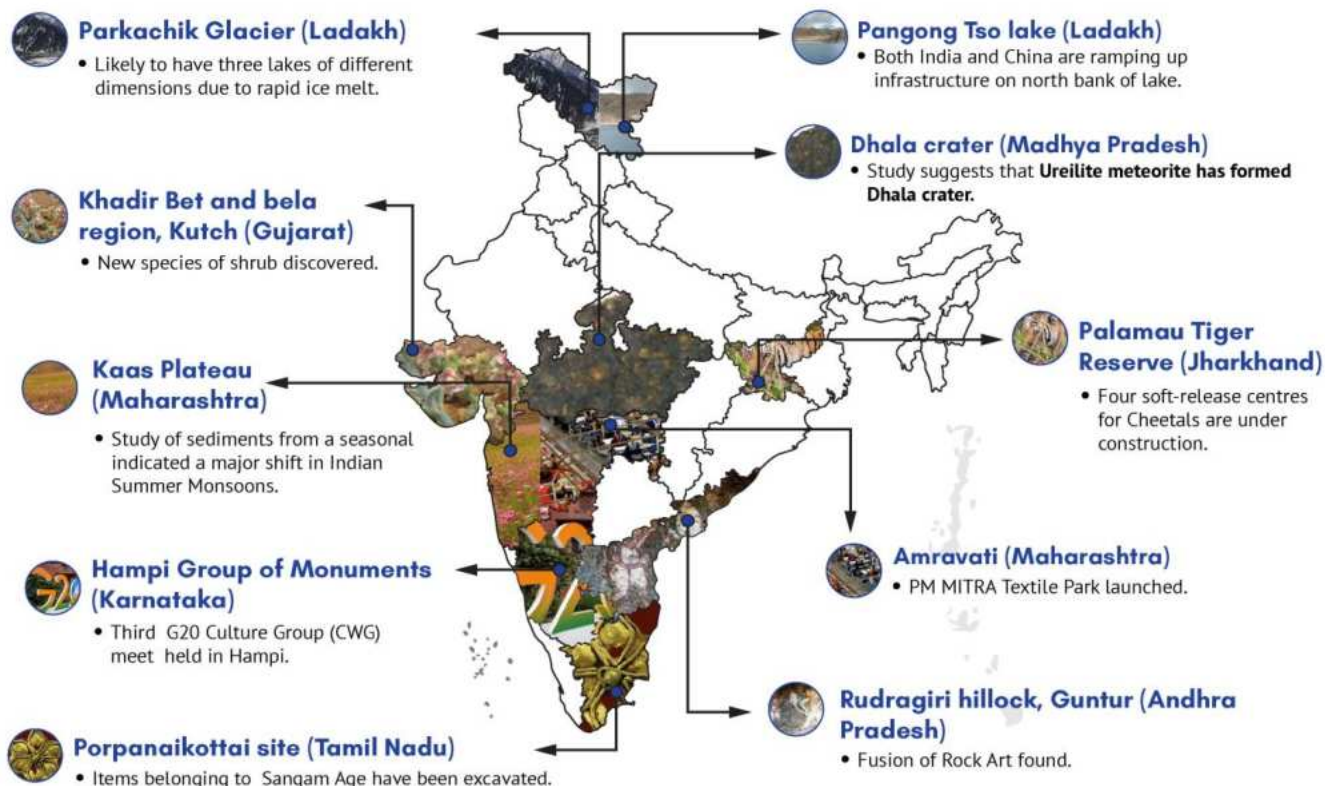 Parkachik Glacier (Ladakh)
• Likely to have three lakes of different
dimensions due to rapid ice melt.
Pangong Tso lake (Ladakh)
• Both India and China are ramping up
infrastructure on north bank of lake.
Dhala crater (Madhya Pradesh)
• Study suggests that Ureilite meteorite has formed
Dhala crater.
Khadir Bet and bela
region, Kutch (Gujarat)
• New species of shrub discovered.
Palamau Tiger
Reserve (Jharkhand)
• Four soft-release centres
for Cheetals are under
construction.
Kaas Plateau
(Maharashtra)
• Study of sediments from a seasonal
indicated a major shift in Indian
Summer Monsoons.
Amravati (Maharashtra)
• PM MITRA Textile Park launched.
Hampi Group of Monuments
(Karnataka)
• Third G20 Culture Group (CWG)
meet held in Hampi.
Rudragiri hillock, Guntur (Andhra
Pradesh)
• Fusion of Rock Art found.
Porpanaikottai site (Tamil Nadu)
• Items belonging to Sangam Age have been excavated.
G20